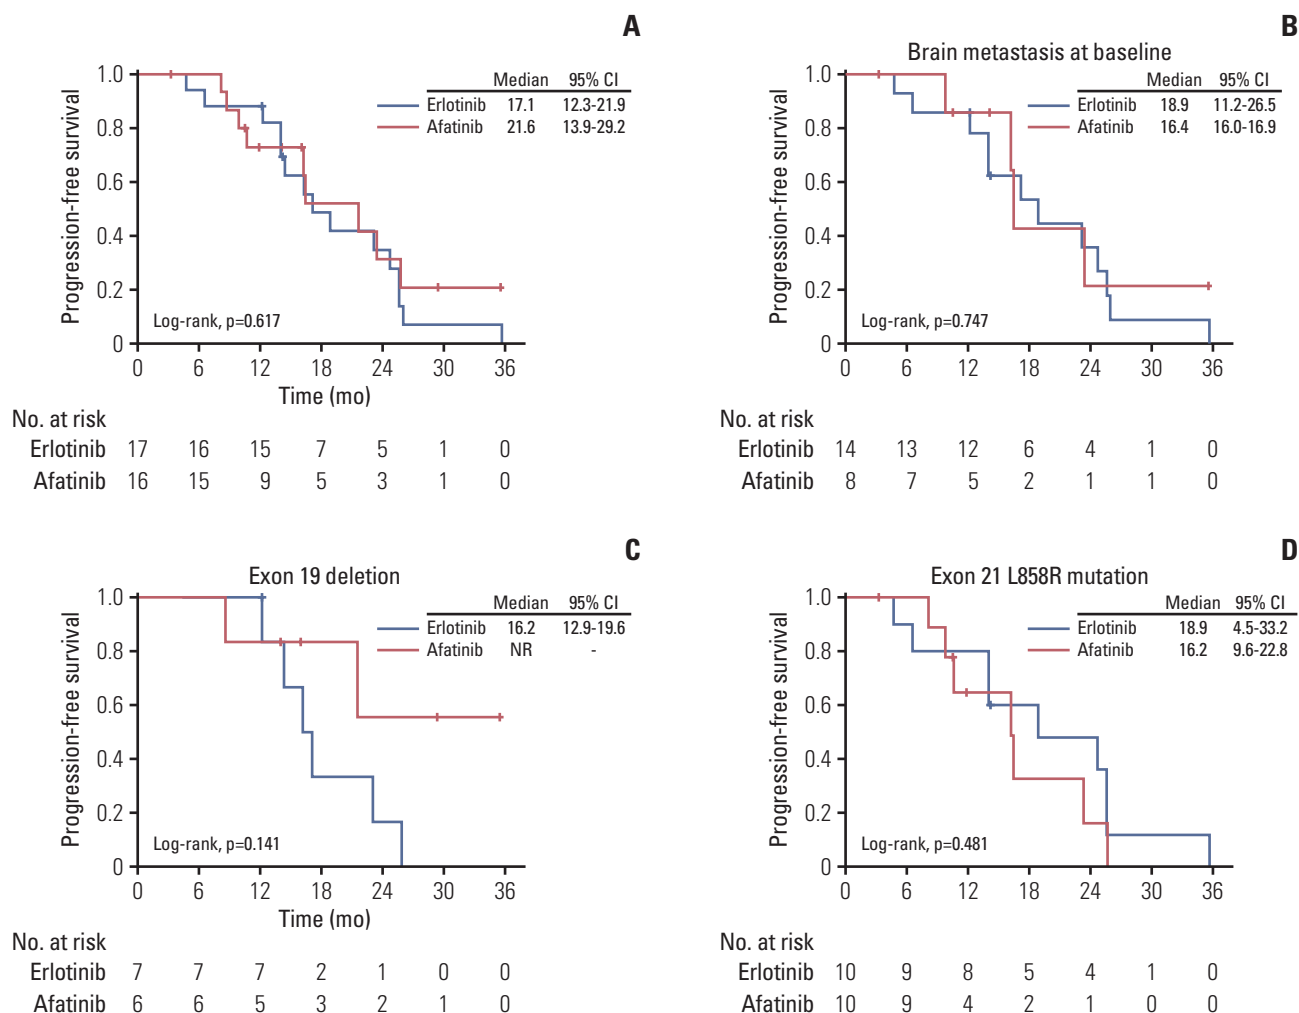 A
Median 95% CI
Erlotinib 17.1 12.3-21.9
Afatinib 21.6 13.9-29.2
Progression-free survival
1.0
0.8
0.6
0.4
0.2
0
Log-rank, p=0.617
0 6 12 18 24 30 36
Time (mo)
No. at risk
Erlotinib 17 16 15 7 5 1 0
Afatinib 16 15 9 5 3 1 0
B
Brain metastasis at baseline
Median 95% CI
Erlotinib 18.9 11.2-26.5
Afatinib 16.4 16.0-16.9
Progression-free survival
1.0
0.8
0.6
0.4
0.2
0
Log-rank, p=0.747
0 6 12 18 24 30 36
No. at risk
Erlotinib 14 13 12 6 4 1 0
Afatinib 8 7 5 2 1 1 0
C
Exon 19 deletion
Median 95% CI
Erlotinib 16.2 12.9-19.6
Afatinib NR -
Progression-free survival
1.0
0.8
0.6
0.4
0.2
0
Log-rank, p=0.141
0 6 12 18 24 30 36
Time (mo)
No. at risk
Erlotinib 7 7 7 2 1 0 0
Afatinib 6 6 5 3 2 1 0
D
Exon 21 L858R mutation
Median 95% CI
Erlotinib 18.9 4.5-33.2
Afatinib 16.2 9.6-22.8
Progression-free survival
1.0
0.8
0.6
0.4
0.2
0
Log-rank, p=0.481
0 6 12 18 24 30 36
No. at risk
Erlotinib 10 9 8 5 4 1 0
Afatinib 10 9 4 2 1 0 0